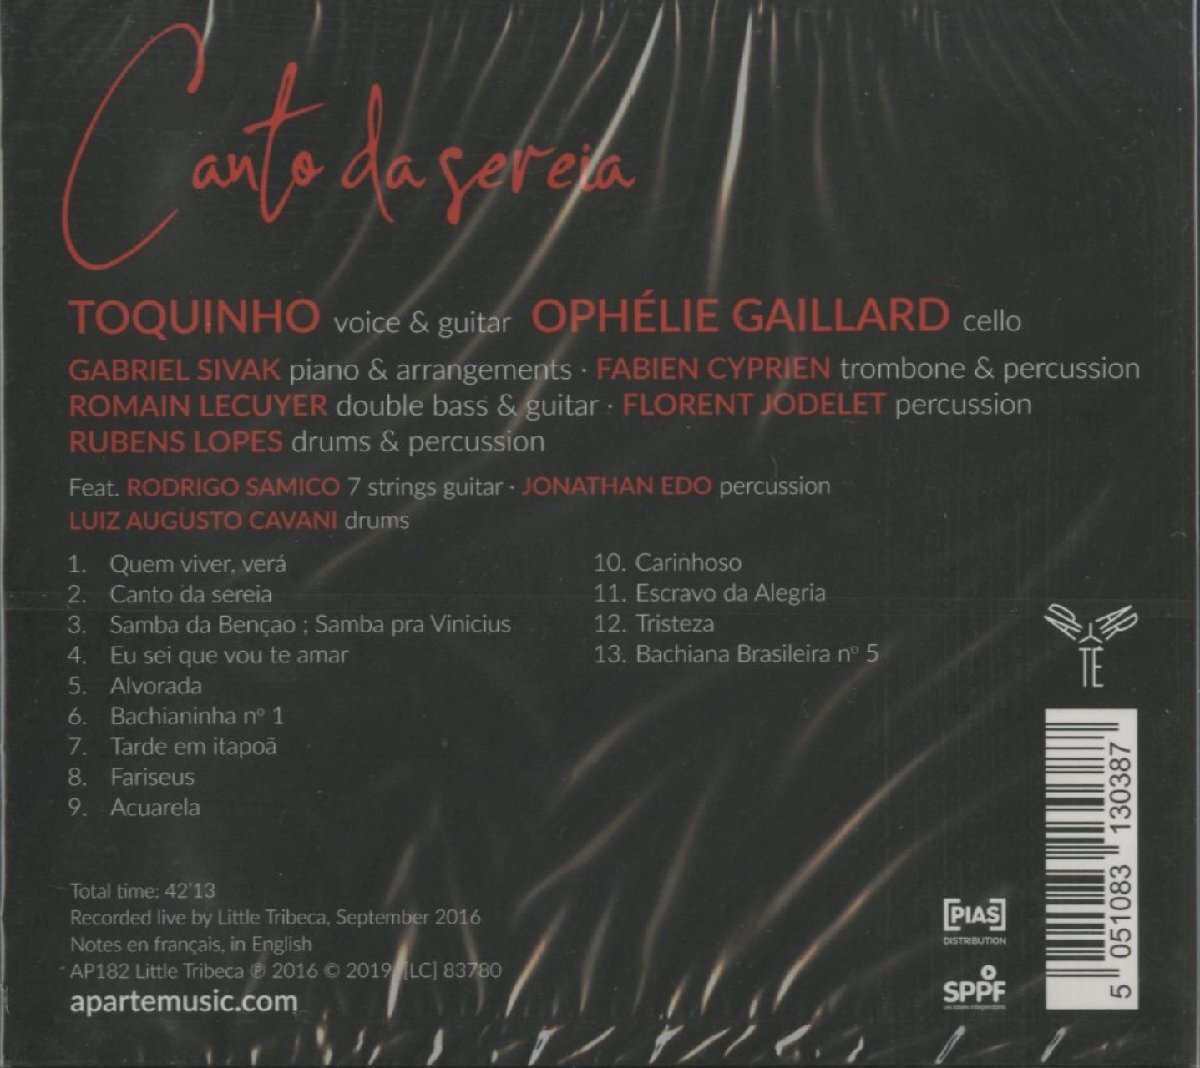 Canto da sereia
TOQUINHO voice & guitar OPHÉLIE GAILLARD cello
GABRIEL SIVAK piano & arrangements · FABIEN CYPRIEN trombone & percussion
ROMAIN LECUYER double bass & guitar · FLORENT JODELET percussion
RUBENS LOPES drums & percussion
Feat. RODRIGO SAMICO 7 strings guitar · JONATHAN EDO percussion
LUIZ AUGUSTO CAVANI drums
1. Quem viver, verá
2. Canto da sereia
3. Samba da Bençao ; Samba pra Vinicius
4. Eu sei que vou te amar
5. Alvorada
6. Bachianinha nº 1
7. Tarde em itapoã
8. Fariseus
9. Acuarela
10. Carinhoso
11. Escravo da Alegria
12. Tristeza
13. Bachiana Brasileira nº 5
APARTÉ
Total time: 42'13
Recorded live by Little Tribeca, September 2016
Notes en français, in English
AP182 Little Tribeca ℗ 2016 © 2019 [LC] 83780
apartemusic.com
[PIAS]
DISTRIBUTION
SPPF
5 051083 130387